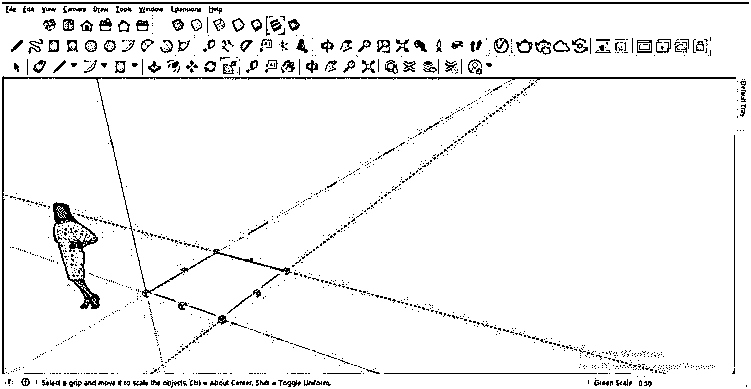 File Edit View Camera Draw Tools Window Extensions Help
Default Tray
Select a grip and move it to scale the objects. Ctrl = About Center. Shift = Toggle Uniform.
Green Scale 0.50